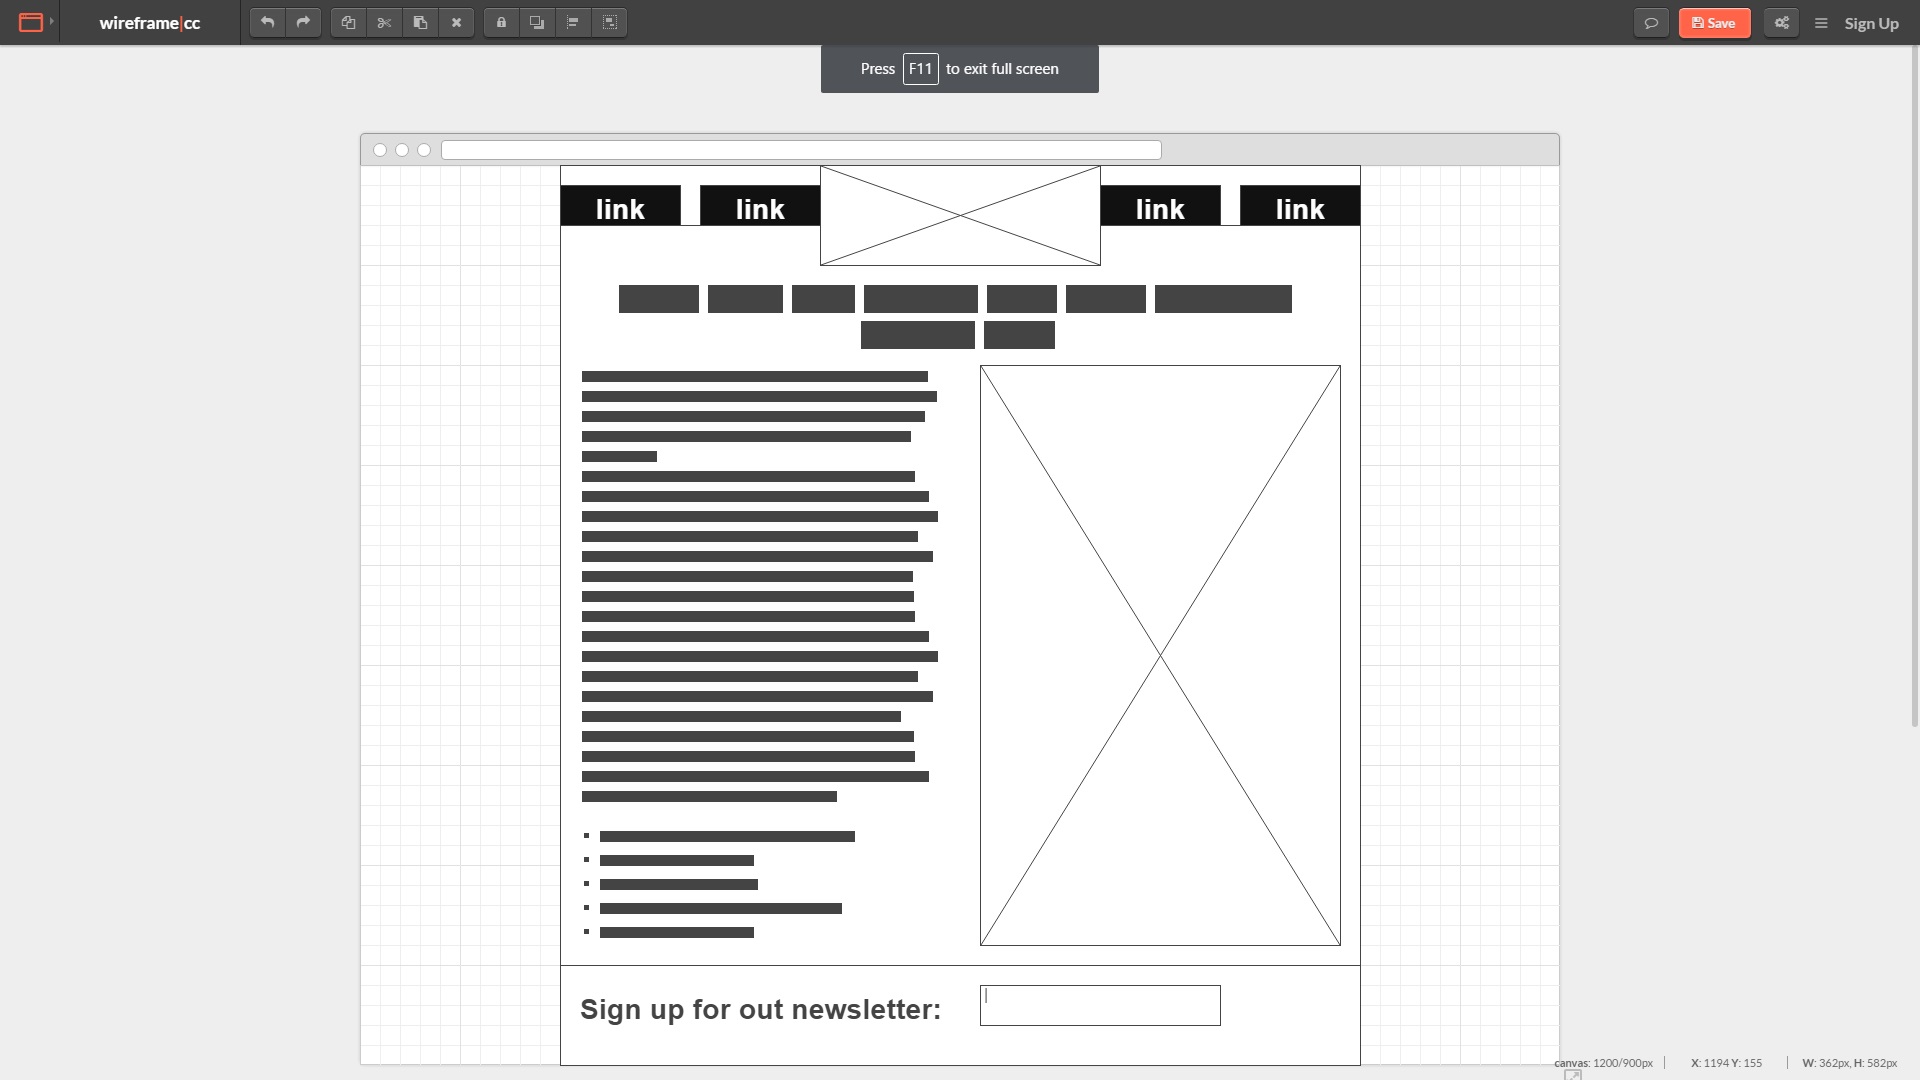 wireframe|cc
Save
Sign Up
Press F11 to exit full screen
link link link link
Sign up for out newsletter:
canvas: 1200/900px X: 1194 Y: 155 W: 362px, H: 582px